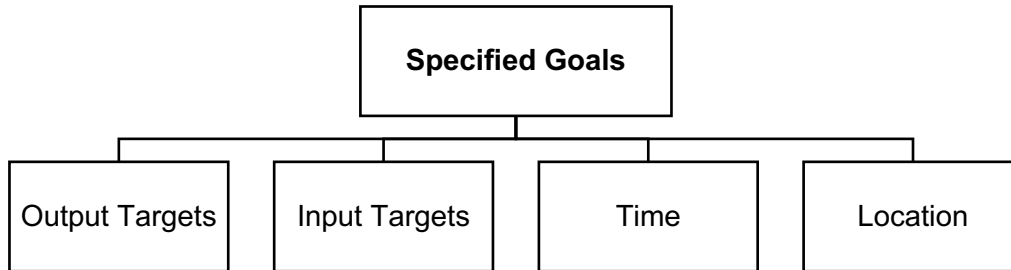 Specified Goals
Output Targets
Input Targets
Time
Location